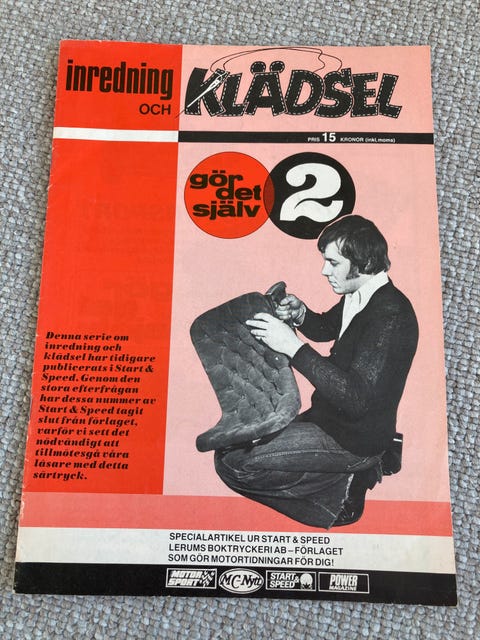 inredning
OCH KLÄDSEL
PRIS 15 KRONOR (inkl. moms)
gör
det
själv
2
Denna serie om
inredning och
klädsel har tidigare
publicerats i Start &
Speed. Genom den
stora efterfrågan
har dessa nummer av
Start & Speed tagit
slut från förlaget,
varför vi sett det
nödvändigt att
tillmötesgå våra
läsare med detta
särtryck.
SPECIALARTIKEL UR START & SPEED
LERUMS BOKTRYCKERI AB – FÖRLAGET
SOM GÖR MOTORTIDNINGAR FÖR DIG!
MOTOR SPORT
MC-Nytt
START & SPEED
POWER MAGAZINE